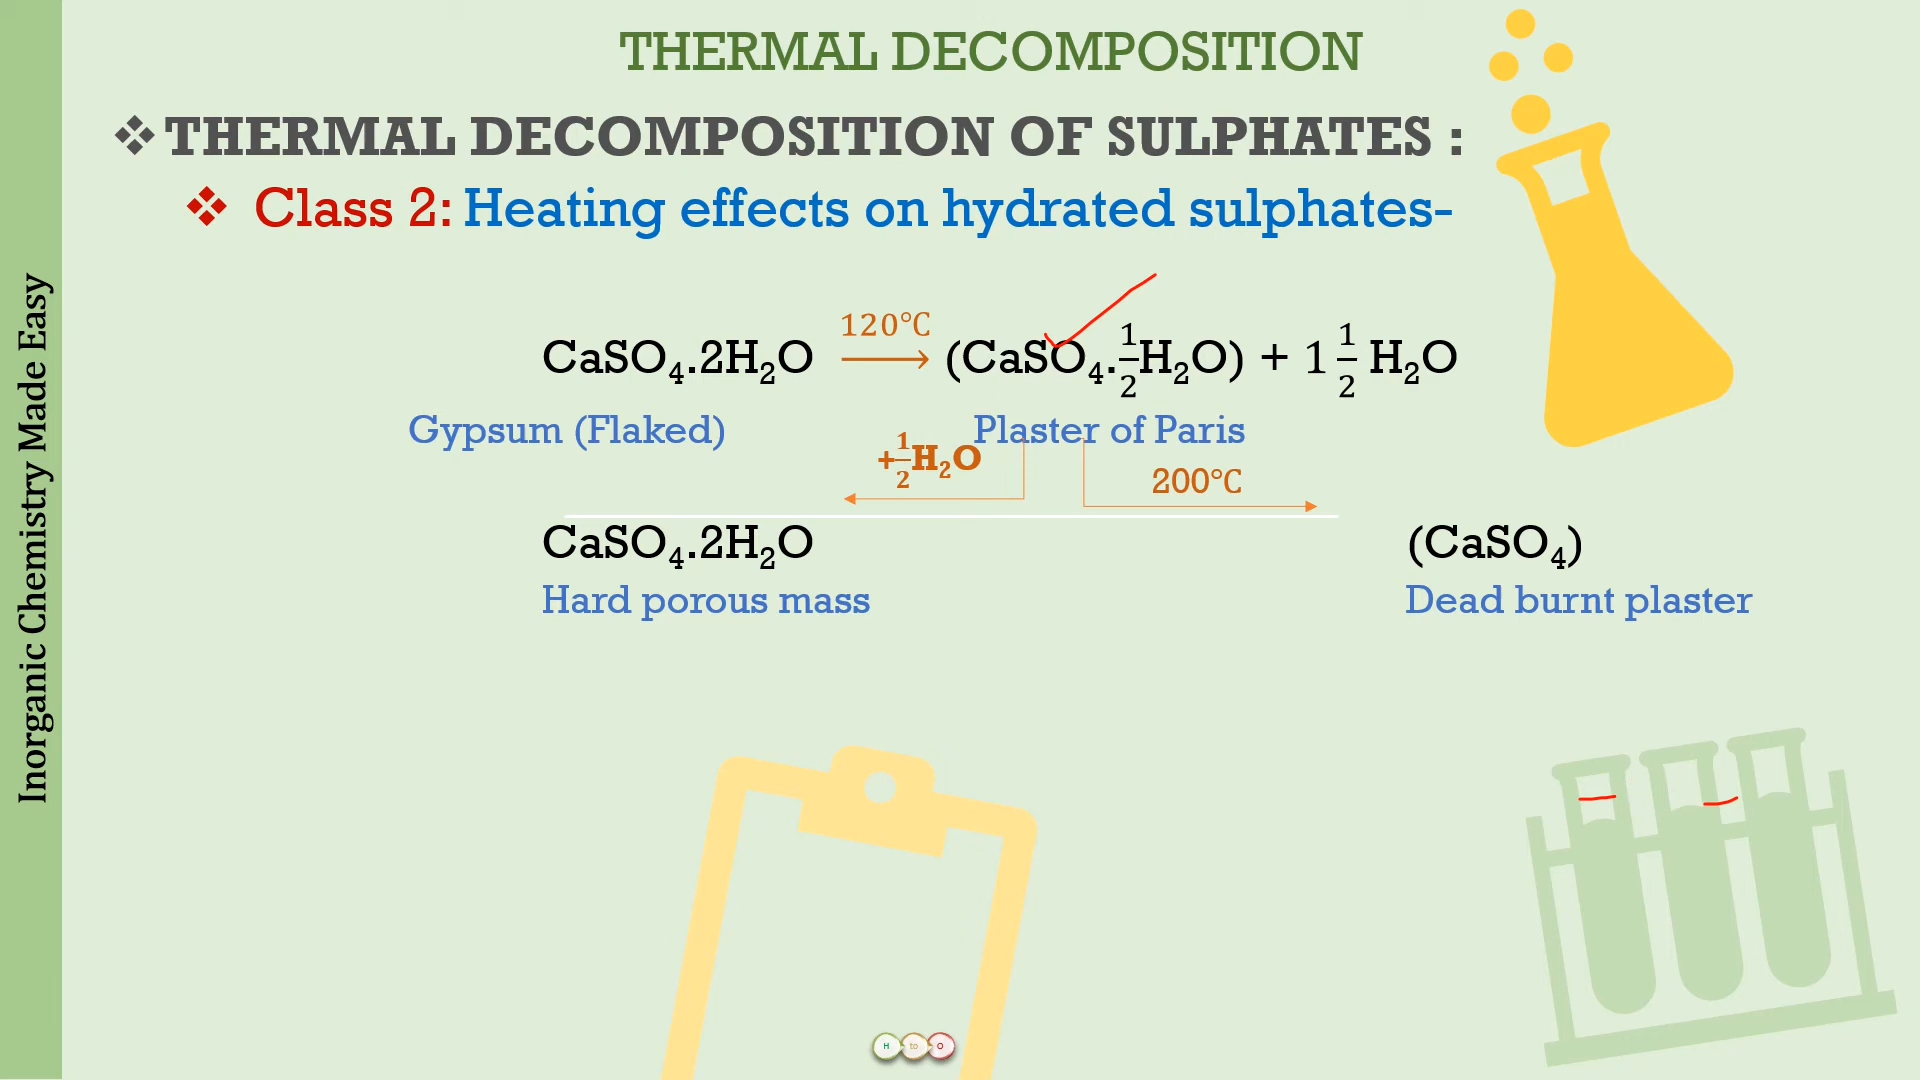 THERMAL DECOMPOSITION
❖ THERMAL DECOMPOSITION OF SULPHATES :
❖ Class 2: Heating effects on hydrated sulphates-
CaSO₄.2H₂O —120℃→ (CaSO₄.½H₂O) + 1½ H₂O
Gypsum (Flaked)
Plaster of Paris
+½H₂O
200℃
CaSO₄.2H₂O
(CaSO₄)
Hard porous mass
Dead burnt plaster
Inorganic Chemistry Made Easy
H to O